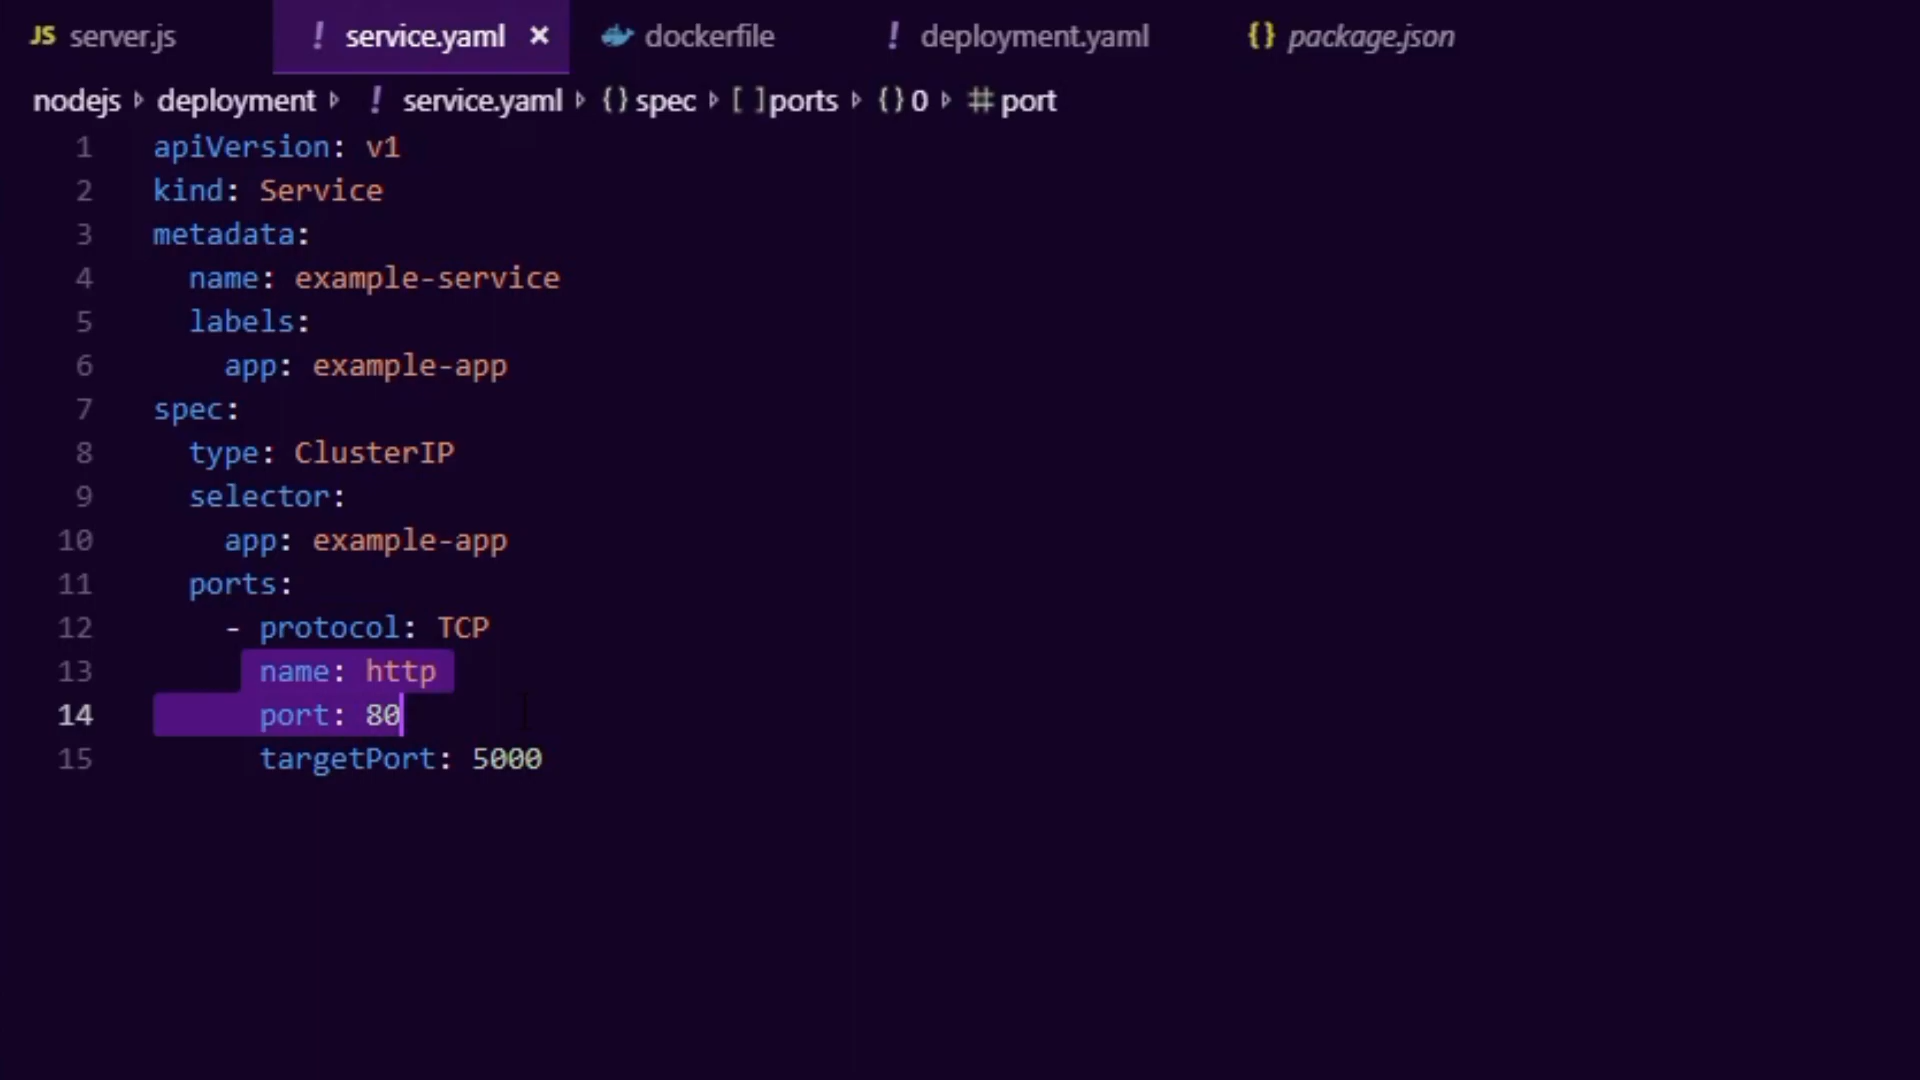 JS server.js ! service.yaml × dockerfile ! deployment.yaml {} package.json
nodejs deployment ! service.yaml {} spec [ ] ports {} 0 # port
1 apiVersion: v1
2 kind: Service
3 metadata:
4   name: example-service
5   labels:
6     app: example-app
7 spec:
8   type: ClusterIP
9   selector:
10     app: example-app
11   ports:
12     - protocol: TCP
13       name: http
14       port: 80
15       targetPort: 5000